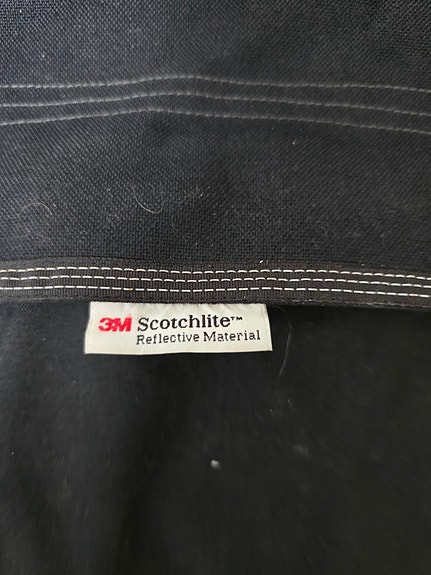 3M Scotchlite™
Reflective Material